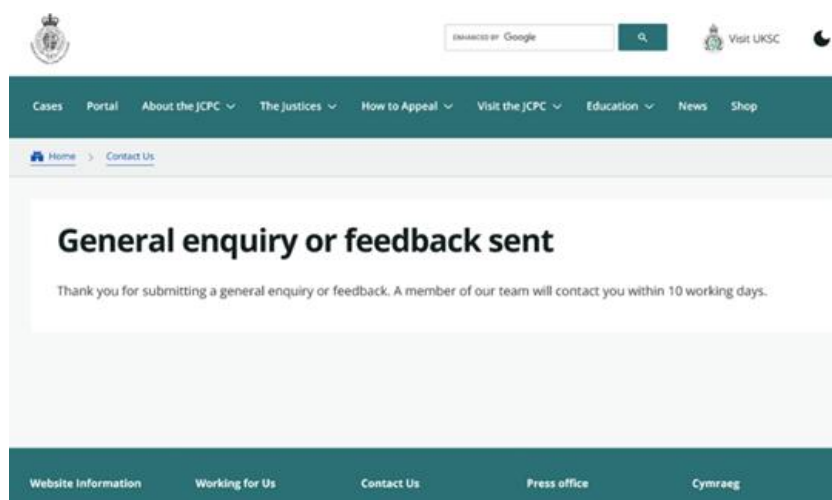 ENHANCED BY Google
Visit UKSC
Cases Portal About the JCPC The Justices How to Appeal Visit the JCPC Education News Shop
Home > Contact Us
General enquiry or feedback sent
Thank you for submitting a general enquiry or feedback. A member of our team will contact you within 10 working days.
Website Information Working for Us Contact Us Press office Cymraeg